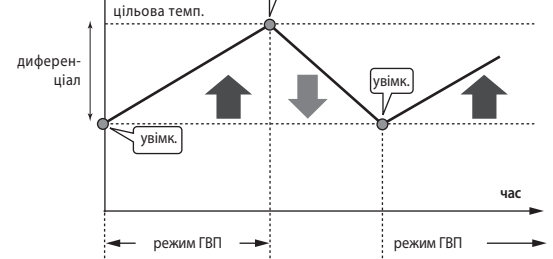 цільова темп.
диферен-
ціал
увімк.
увімк.
час
режим ГВП
режим ГВП